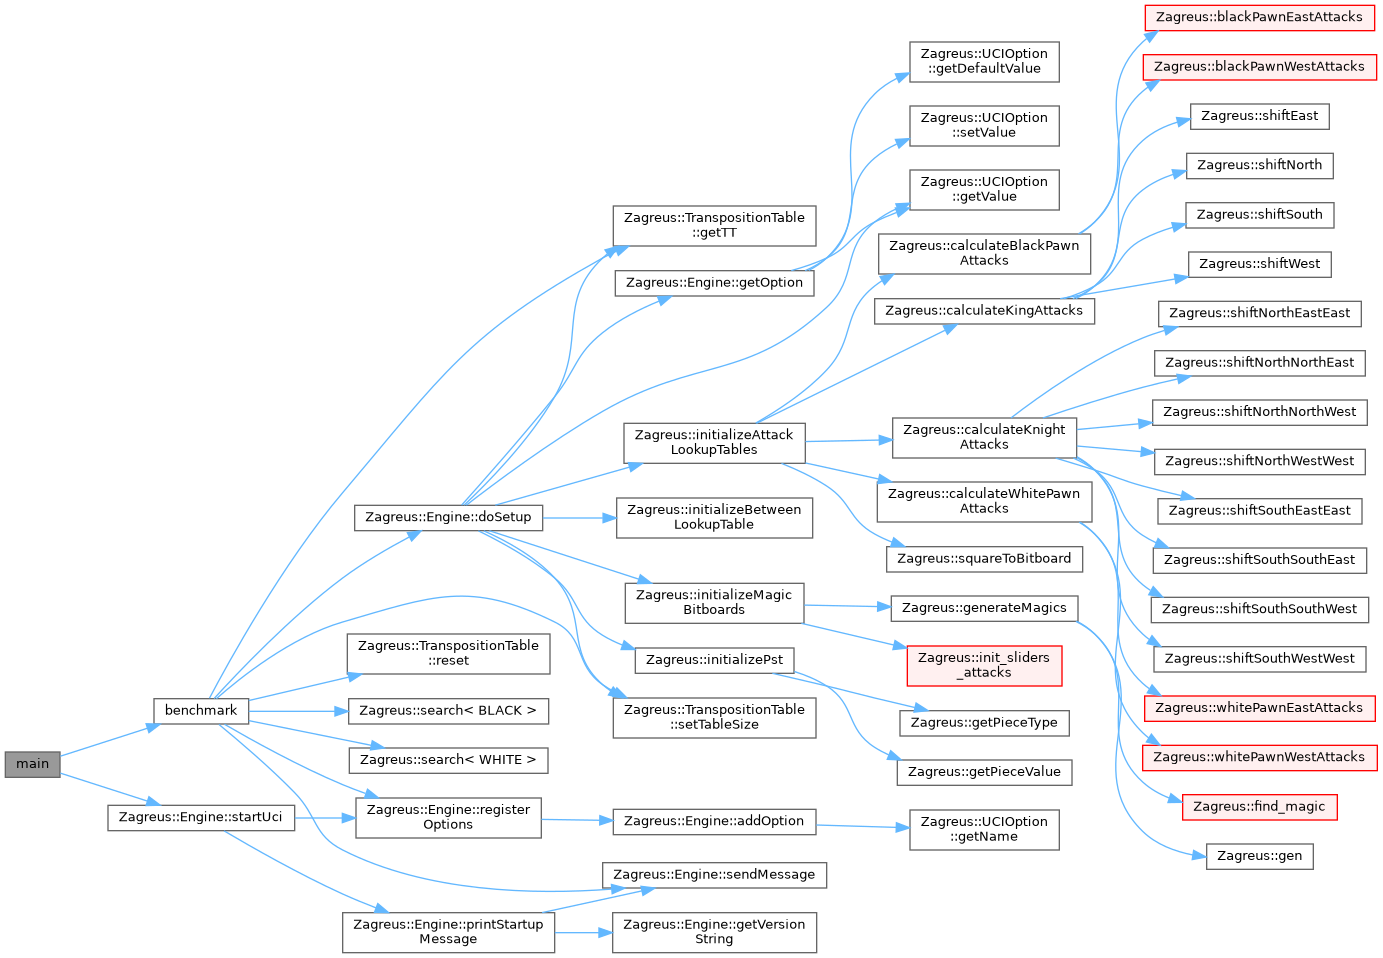 main
benchmark
Zagreus::Engine::startUci
Zagreus::Engine::doSetup
Zagreus::TranspositionTable
::reset
Zagreus::search< BLACK >
Zagreus::search< WHITE >
Zagreus::Engine::register
Options
Zagreus::Engine::printStartup
Message
Zagreus::TranspositionTable
::getTT
Zagreus::Engine::getOption
Zagreus::initializeAttack
LookupTables
Zagreus::initializeBetween
LookupTable
Zagreus::initializeMagic
Bitboards
Zagreus::initializePst
Zagreus::TranspositionTable
::setTableSize
Zagreus::Engine::addOption
Zagreus::Engine::sendMessage
Zagreus::Engine::getVersion
String
Zagreus::UCIOption
::getDefaultValue
Zagreus::UCIOption
::setValue
Zagreus::UCIOption
::getValue
Zagreus::calculateBlackPawn
Attacks
Zagreus::calculateKingAttacks
Zagreus::calculateKnight
Attacks
Zagreus::calculateWhitePawn
Attacks
Zagreus::squareToBitboard
Zagreus::generateMagics
Zagreus::init_sliders
_attacks
Zagreus::getPieceType
Zagreus::getPieceValue
Zagreus::UCIOption
::getName
Zagreus::blackPawnEastAttacks
Zagreus::blackPawnWestAttacks
Zagreus::shiftEast
Zagreus::shiftNorth
Zagreus::shiftSouth
Zagreus::shiftWest
Zagreus::shiftNorthEastEast
Zagreus::shiftNorthNorthEast
Zagreus::shiftNorthNorthWest
Zagreus::shiftNorthWestWest
Zagreus::shiftSouthEastEast
Zagreus::shiftSouthSouthEast
Zagreus::shiftSouthSouthWest
Zagreus::shiftSouthWestWest
Zagreus::whitePawnEastAttacks
Zagreus::whitePawnWestAttacks
Zagreus::find_magic
Zagreus::gen